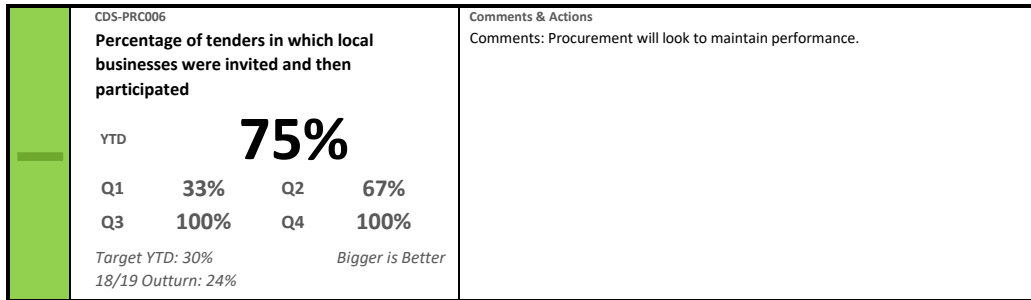 CDS-PRC006
Percentage of tenders in which local
businesses were invited and then
participated
YTD 75%
Q1 33% Q2 67%
Q3 100% Q4 100%
Target YTD: 30% Bigger is Better
18/19 Outturn: 24%
Comments & Actions
Comments: Procurement will look to maintain performance.